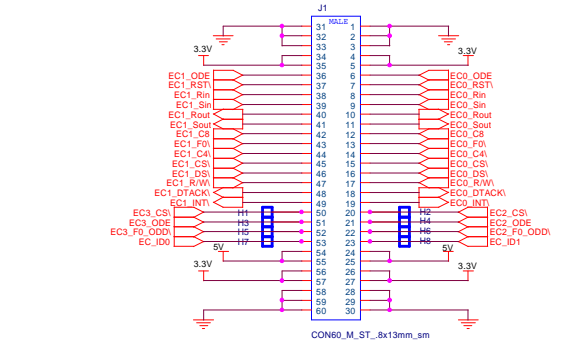 J1
MALE
31 1
32 2
33 3
3.3V 34 4 3.3V
35 5
EC1_ODE 36 6 EC0_ODE
EC1_RST\ 37 7 EC0_RST\
EC1_Rin 38 8 EC0_Rin
EC1_Sin 39 9 EC0_Sin
EC1_Rout 40 10 EC0_Rout
EC1_Sout 41 11 EC0_Sout
EC1_C8 42 12 EC0_C8
EC1_F0\ 43 13 EC0_F0\
EC1_C4\ 44 14 EC0_C4\
EC1_CS\ 45 15 EC0_CS\
EC1_DS\ 46 16 EC0_DS\
EC1_R/W\ 47 17 EC0_R/W\
EC1_DTACK\ 48 18 EC0_DTACK\
EC1_INT\ 49 19 EC0_INT\
EC3_CS\ H1 50 20 H2 EC2_CS\
EC3_ODE H3 51 21 H4 EC2_ODE
EC3_F0_ODD\ H5 52 22 H6 EC2_F0_ODD\
EC_ID0 H7 53 23 H8 EC_ID1
5V 54 24 5V
55 25
3.3V 56 26 3.3V
57 27
58 28
59 29
60 30
CON60_M_ST_.8x13mm_sm